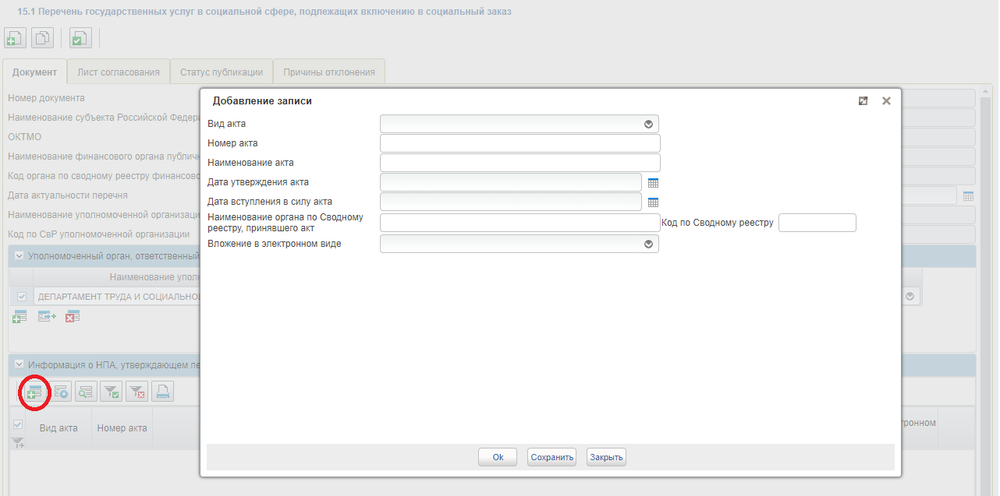 15.1 Перечень государственных услуг в социальной сфере, подлежащих включению в социальный заказ
Документ
Лист согласования
Статус публикации
Причины отклонения
Номер документа
Наименование субъекта Российской Федера
ОКТМО
Наименование финансового органа публичн
Код органа по сводному реестру финансово
Дата актуальности перечня
Наименование уполномоченной организаци
Код по СвР уполномоченной организации
Уполномоченный орган, ответственный
Наименование уполн
ДЕПАРТАМЕНТ ТРУДА И СОЦИАЛЬНО
Информация о НПА, утверждающем пе
Вид акта
Номер акта
тронном
Добавление записи
Вид акта
Номер акта
Наименование акта
Дата утверждения акта
Дата вступления в силу акта
Наименование органа по Сводному
реестру, принявшего акт
Код по Сводному реестру
Вложение в электронном виде
Ok
Сохранить
Закрыть